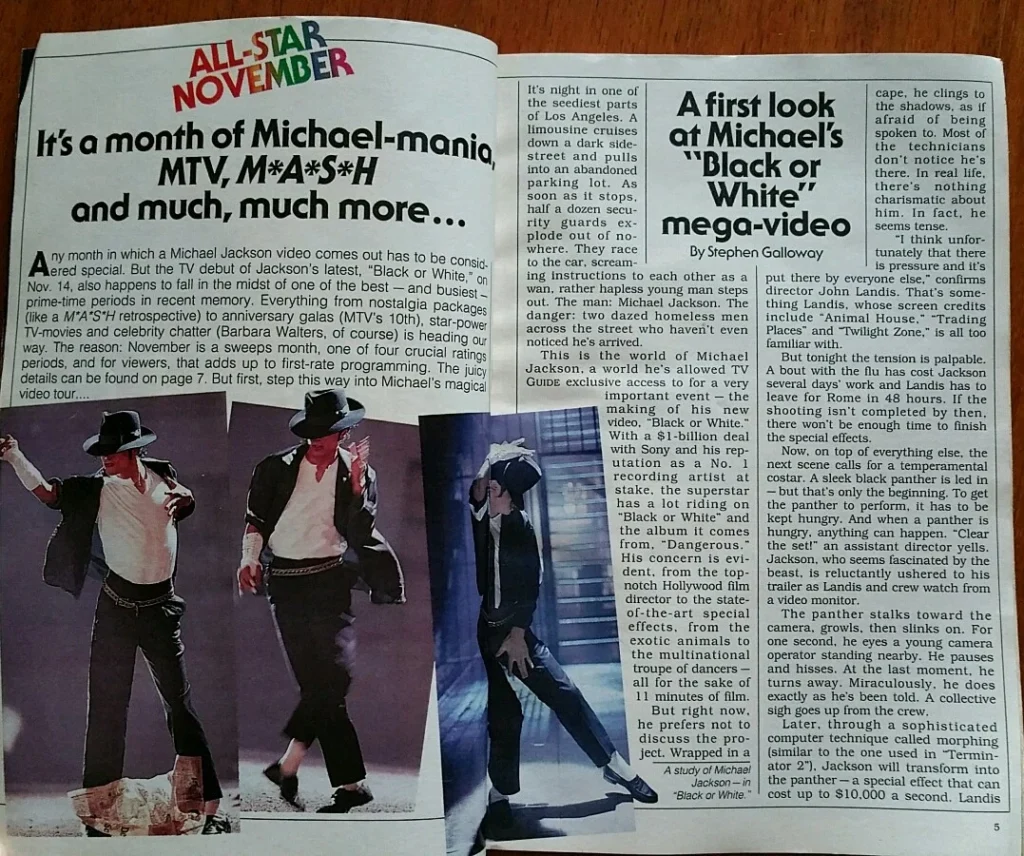 ALL-STAR
NOVEMBER
It's a month of Michael-mania,
MTV, M*A*S*H
and much, much more...
Any month in which a Michael Jackson video comes out has to be consid-
ered special. But the TV debut of Jackson's latest, "Black or White," on
Nov. 14, also happens to fall in the midst of one of the best — and busiest —
prime-time periods in recent memory. Everything from nostalgia packages
(like a M*A*S*H retrospective) to anniversary galas (MTV's 10th), star-power
TV-movies and celebrity chatter (Barbara Walters, of course) is heading our
way. The reason: November is a sweeps month, one of four crucial ratings
periods, and for viewers, that adds up to first-rate programming. The juicy
details can be found on page 7. But first, step this way into Michael's magical
video tour....
A first look
at Michael's
"Black or
White"
mega-video
By Stephen Galloway
It's night in one of
the seediest parts
of Los Angeles. A
limousine cruises
down a dark side-
street and pulls
into an abandoned
parking lot. As
soon as it stops,
half a dozen secu-
rity guards ex-
plode out of no-
where. They race
to the car, scream-
ing instructions to each other as a
wan, rather hapless young man steps
out. The man: Michael Jackson. The
danger: two dazed homeless men
across the street who haven't even
noticed he's arrived.
This is the world of Michael
Jackson, a world he's allowed TV
GUIDE exclusive access to for a very
important event — the
making of his new
video, "Black or White."
With a $1-billion deal
with Sony and his rep-
utation as a No. 1
recording artist at
stake, the superstar
has a lot riding on
"Black or White" and
the album it comes
from, "Dangerous."
His concern is evi-
dent, from the top-
notch Hollywood film
director to the state-
of-the-art special
effects, from the
exotic animals to
the multinational
troupe of dancers —
all for the sake of
11 minutes of film.
But right now,
he prefers not to
discuss the pro-
ject. Wrapped in a
A study of Michael
Jackson — in
"Black or White."
cape, he clings to
the shadows, as if
afraid of being
spoken to. Most of
the technicians
don't notice he's
there. In real life,
there's nothing
charismatic about
him. In fact, he
seems tense.
"I think unfor-
tunately that there
is pressure and it's
put there by everyone else," confirms
director John Landis. That's some-
thing Landis, whose screen credits
include "Animal House," "Trading
Places" and "Twilight Zone," is all too
familiar with.
But tonight the tension is palpable.
A bout with the flu has cost Jackson
several days' work and Landis has to
leave for Rome in 48 hours. If the
shooting isn't completed by then,
there won't be enough time to finish
the special effects.
Now, on top of everything else, the
next scene calls for a temperamental
costar. A sleek black panther is led in
— but that's only the beginning. To get
the panther to perform, it has to be
kept hungry. And when a panther is
hungry, anything can happen. "Clear
the set!" an assistant director yells.
Jackson, who seems fascinated by the
beast, is reluctantly ushered to his
trailer as Landis and crew watch from
a video monitor.
The panther stalks toward the
camera, growls, then slinks on. For
one second, he eyes a young camera
operator standing nearby. He pauses
and hisses. At the last moment, he
turns away. Miraculously, he does
exactly as he's been told. A collective
sigh goes up from the crew.
Later, through a sophisticated
computer technique called morphing
(similar to the one used in "Termin-
ator 2"), Jackson will transform into
the panther — a special effect that can
cost up to $10,000 a second. Landis
5